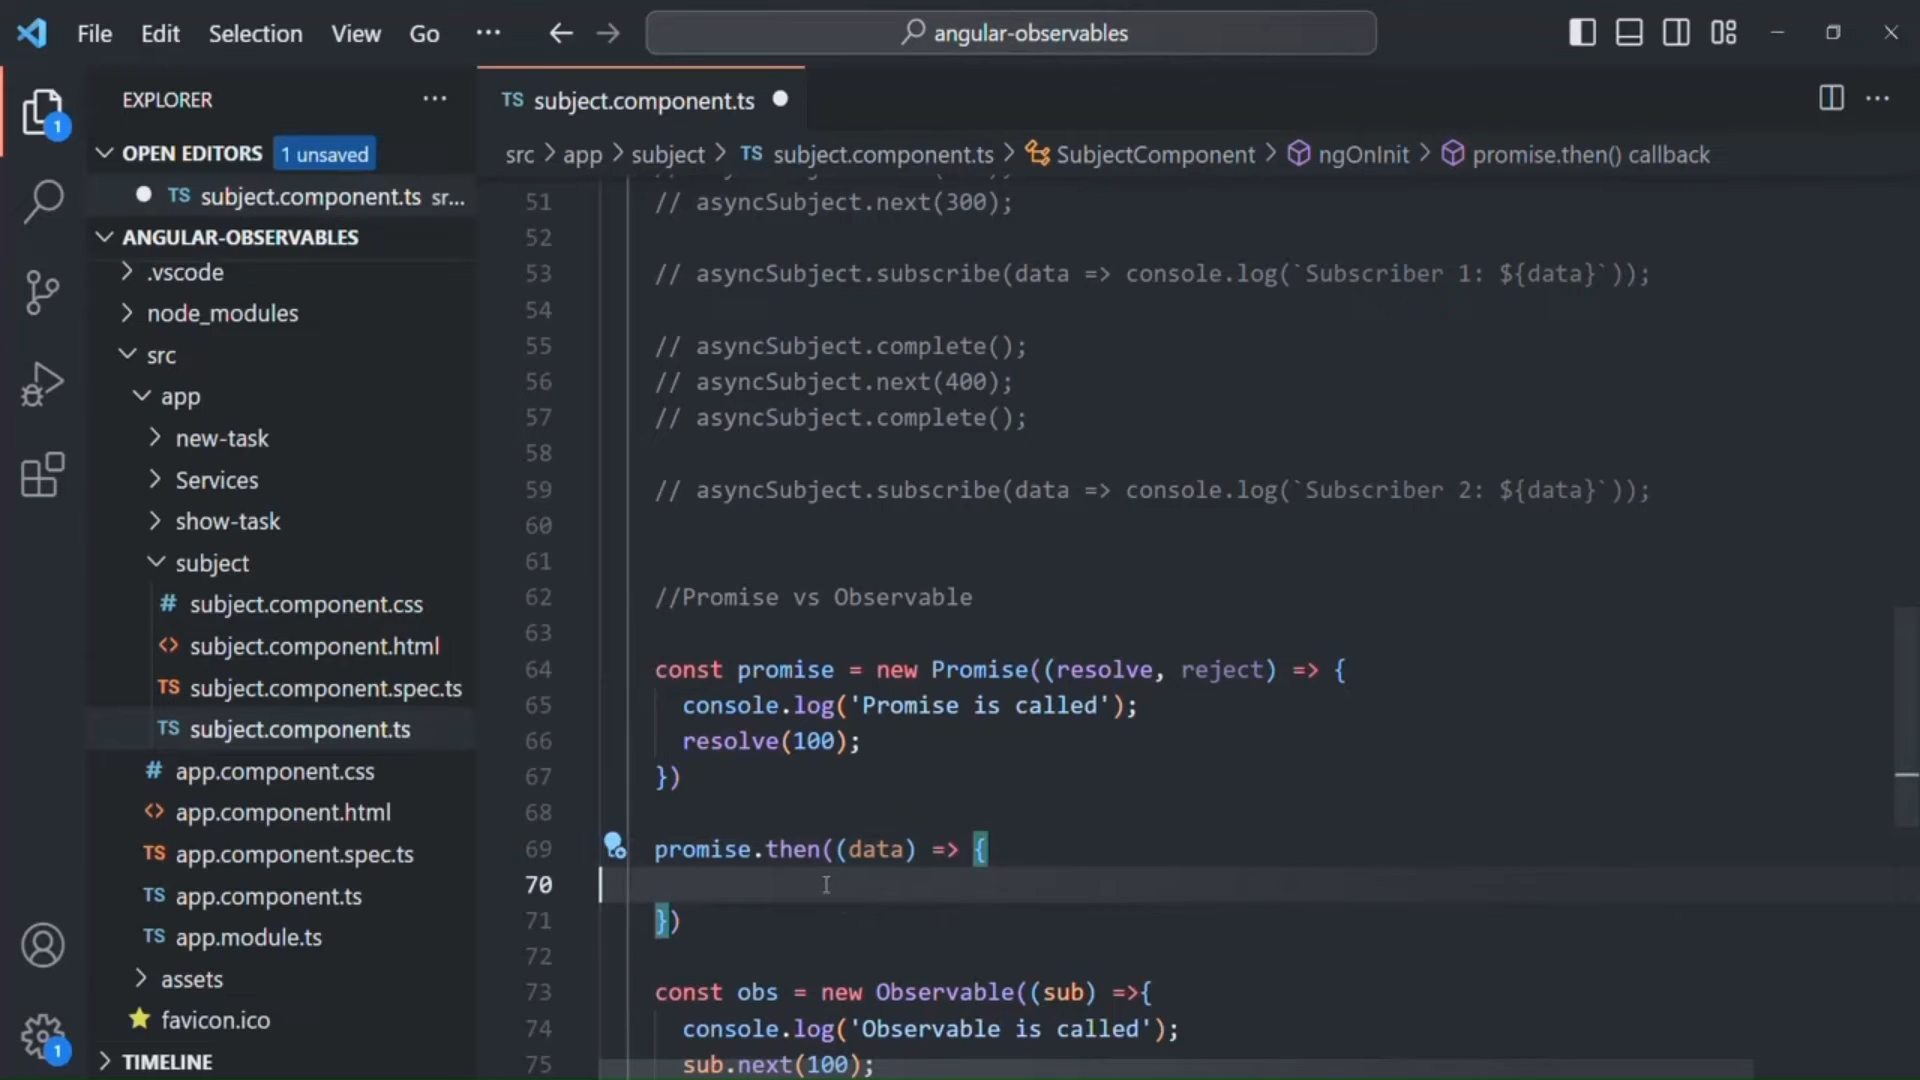 File Edit Selection View Go ··· angular-observables
EXPLORER ···
OPEN EDITORS 1 unsaved
TS subject.component.ts sr...
ANGULAR-OBSERVABLES
.vscode
node_modules
src
app
new-task
Services
show-task
subject
# subject.component.css
<> subject.component.html
TS subject.component.spec.ts
TS subject.component.ts
# app.component.css
<> app.component.html
TS app.component.spec.ts
TS app.component.ts
TS app.module.ts
assets
favicon.ico
TIMELINE
1
1
TS subject.component.ts
src > app > subject > TS subject.component.ts > SubjectComponent > ngOnInit > promise.then() callback
51 // asyncSubject.next(300);
52
53 // asyncSubject.subscribe(data => console.log(`Subscriber 1: ${data}`));
54
55 // asyncSubject.complete();
56 // asyncSubject.next(400);
57 // asyncSubject.complete();
58
59 // asyncSubject.subscribe(data => console.log(`Subscriber 2: ${data}`));
60
61
62 //Promise vs Observable
63
64 const promise = new Promise((resolve, reject) => {
65 console.log('Promise is called');
66 resolve(100);
67 })
68
69 promise.then((data) => {
70
71 })
72
73 const obs = new Observable((sub) =>{
74 console.log('Observable is called');
75 sub.next(100);